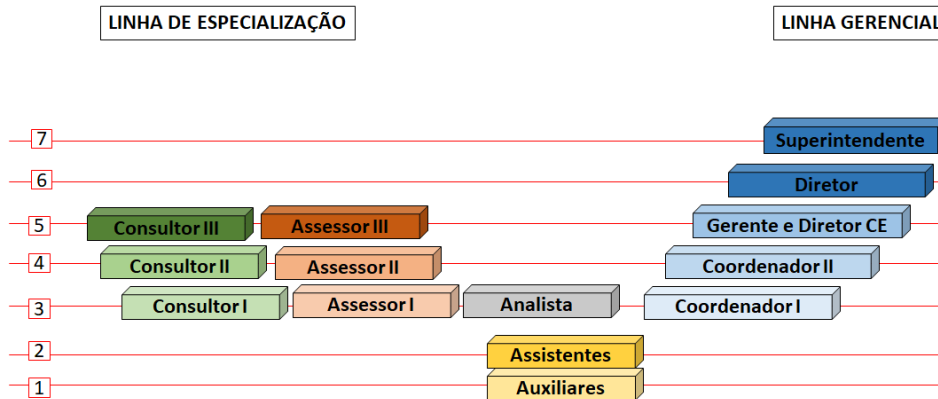 LINHA DE ESPECIALIZAÇÃO LINHA GERENCIAL
7 Superintendente
6 Diretor
5 Consultor III Assessor III Gerente e Diretor CE
4 Consultor II Assessor II Coordenador II
3 Consultor I Assessor I Analista Coordenador I
2 Assistentes
1 Auxiliares